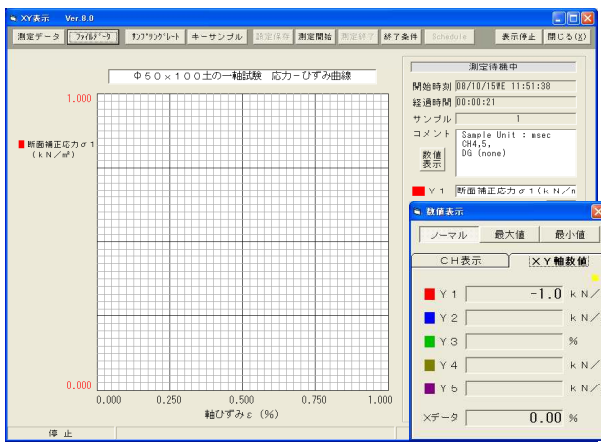 XY表示 Ver.8.0
測定データ ファイルデータ サンプリングレート キーサンプル 設定保存 測定開始 測定終了 終了条件 Schedule 表示停止 閉じる(X)
Φ50×100土の一軸試験 応力-ひずみ曲線
1.000
断面補正応力σ1
(kN/㎡)
0.000
0.000 0.250 0.500 0.750 1.000
軸ひずみε (%)
停止
測定待機中
開始時刻 08/10/15WE 11:51:38
経過時間 00:00:21
サンプル 1
コメント
Sample Unit : msec
CH4,5,
DG (none)
数値
表示
Y1 断面補正応力σ1(kN/m
数値表示
ノーマル 最大値 最小値
CH表示 XY軸数値
Y1 -1.0 kN/
Y2 kN/
Y3 %
Y4 kN/
Y5 kN/
Xデータ 0.00 %